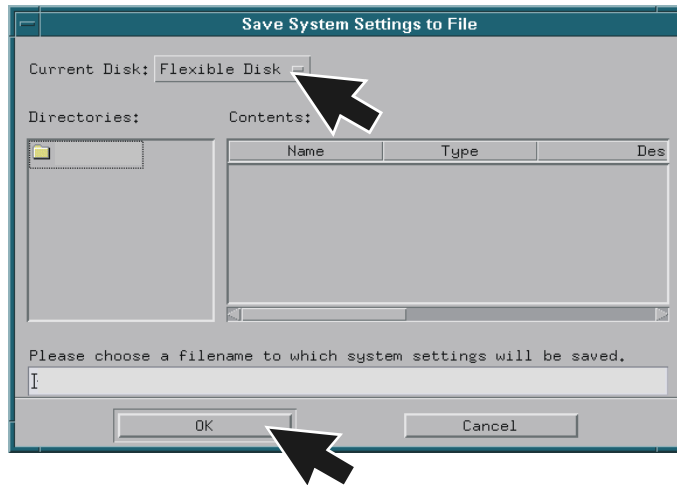 Save System Settings to File
Current Disk: Flexible Disk
Directories: Contents:
Name Type Des
Please choose a filename to which system settings will be saved.
OK Cancel